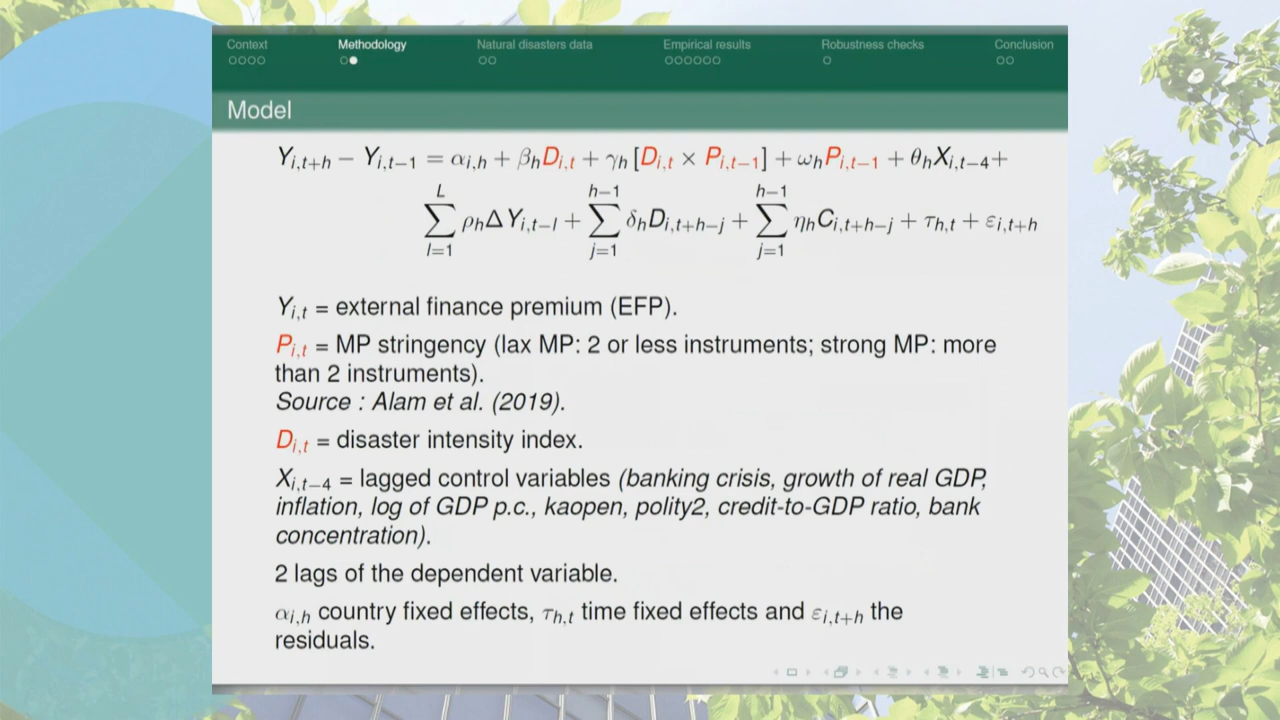 Context Methodology Natural disasters data Empirical results Robustness checks Conclusion
Model
Y_{i,t+h} − Y_{i,t−1} = α_{i,h} + β_h D_{i,t} + γ_h [D_{i,t} × P_{i,t−1}] + ω_h P_{i,t−1} + θ_h X_{i,t−4} +
∑_{l=1}^{L} ρ_h ΔY_{i,t−l} + ∑_{j=1}^{h−1} δ_h D_{i,t+h−j} + ∑_{j=1}^{h−1} η_h C_{i,t+h−j} + τ_{h,t} + ε_{i,t+h}
Y_{i,t} = external finance premium (EFP).
P_{i,t} = MP stringency (lax MP: 2 or less instruments; strong MP: more
than 2 instruments).
Source : Alam et al. (2019).
D_{i,t} = disaster intensity index.
X_{i,t−4} = lagged control variables (banking crisis, growth of real GDP,
inflation, log of GDP p.c., kaopen, polity2, credit-to-GDP ratio, bank
concentration).
2 lags of the dependent variable.
α_{i,h} country fixed effects, τ_{h,t} time fixed effects and ε_{i,t+h} the
residuals.